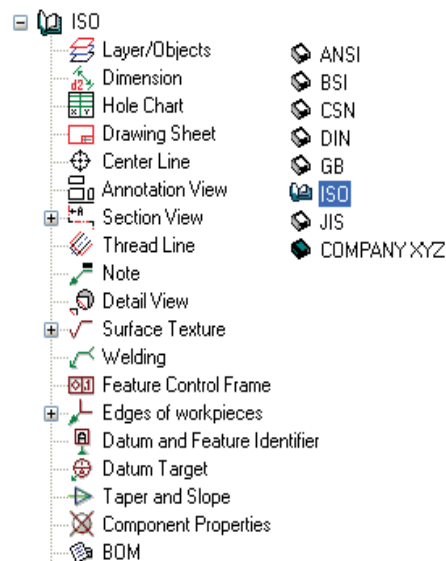 ISO
Layer/Objects
Dimension
Hole Chart
Drawing Sheet
Center Line
Annotation View
Section View
Thread Line
Note
Detail View
Surface Texture
Welding
Feature Control Frame
Edges of workpieces
Datum and Feature Identifier
Datum Target
Taper and Slope
Component Properties
BOM
ANSI
BSI
CSN
DIN
GB
ISO
JIS
COMPANY XYZ